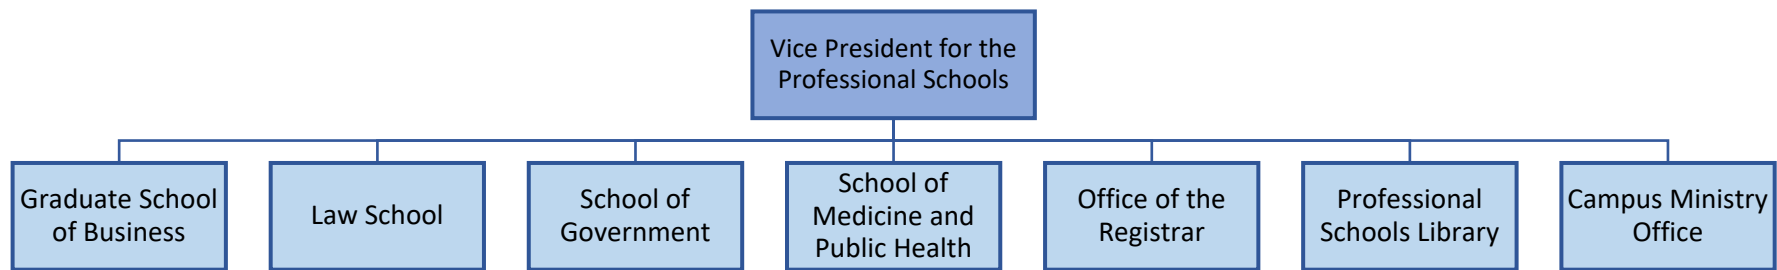 Vice President for the
Professional Schools
Graduate School
of Business
Law School
School of
Government
School of
Medicine and
Public Health
Office of the
Registrar
Professional
Schools Library
Campus Ministry
Office